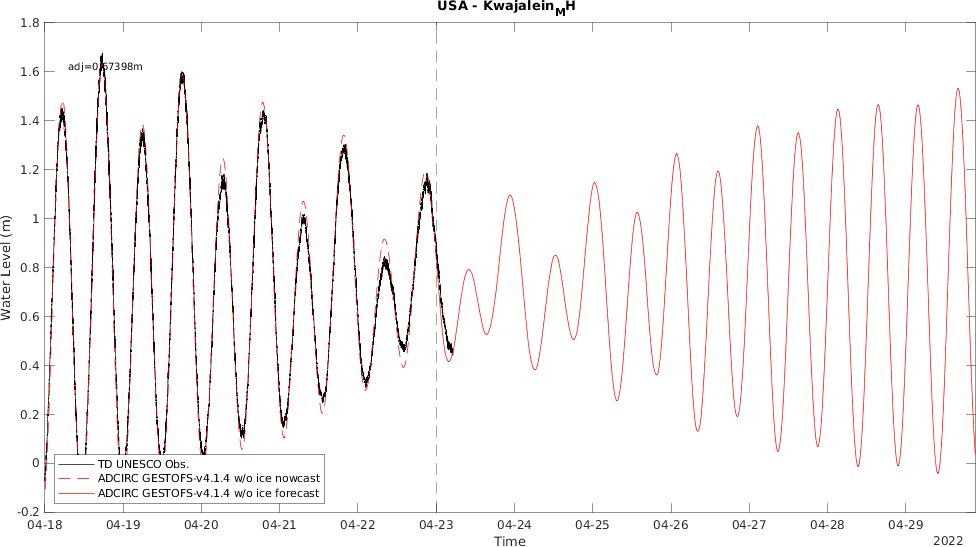 USA - Kwajalein_MH
1.8
adj=0.67398m
1.6
1.4
1.2
1
0.8
0.6
0.4
0.2
0
-0.2
Water Level (m)
TD UNESCO Obs.
ADCIRC GESTOFS-v4.1.4 w/o ice nowcast
ADCIRC GESTOFS-v4.1.4 w/o ice forecast
04-18 04-19 04-20 04-21 04-22 04-23 04-24 04-25 04-26 04-27 04-28 04-29
Time
2022